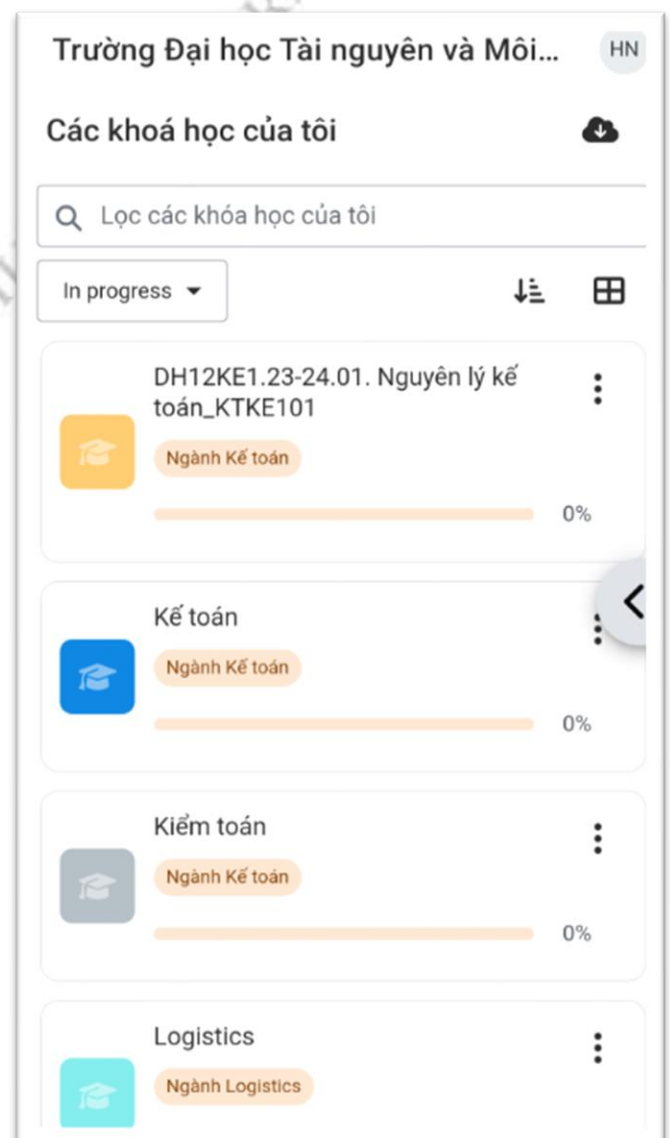 Trường Đại học Tài nguyên và Môi...
HN
Các khoá học của tôi
Lọc các khóa học của tôi
In progress
DH12KE1.23-24.01. Nguyên lý kế
toán_KTKE101
Ngành Kế toán
0%
Kế toán
Ngành Kế toán
0%
Kiểm toán
Ngành Kế toán
0%
Logistics
Ngành Logistics